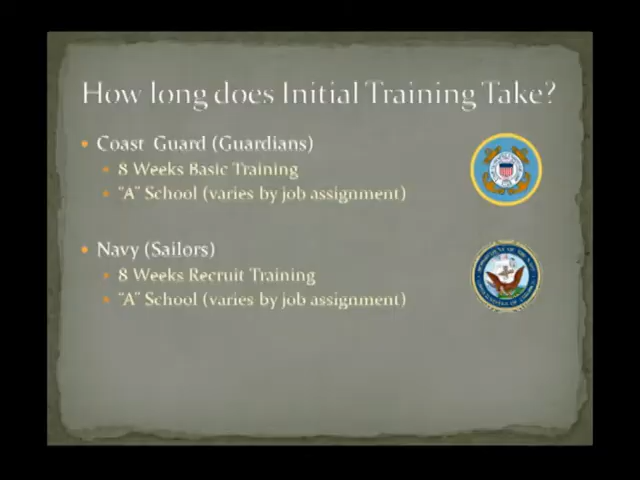 How long does Initial Training Take?
Coast Guard (Guardians)
8 Weeks Basic Training
"A" School (varies by job assignment)
Navy (Sailors)
8 Weeks Recruit Training
"A" School (varies by job assignment)